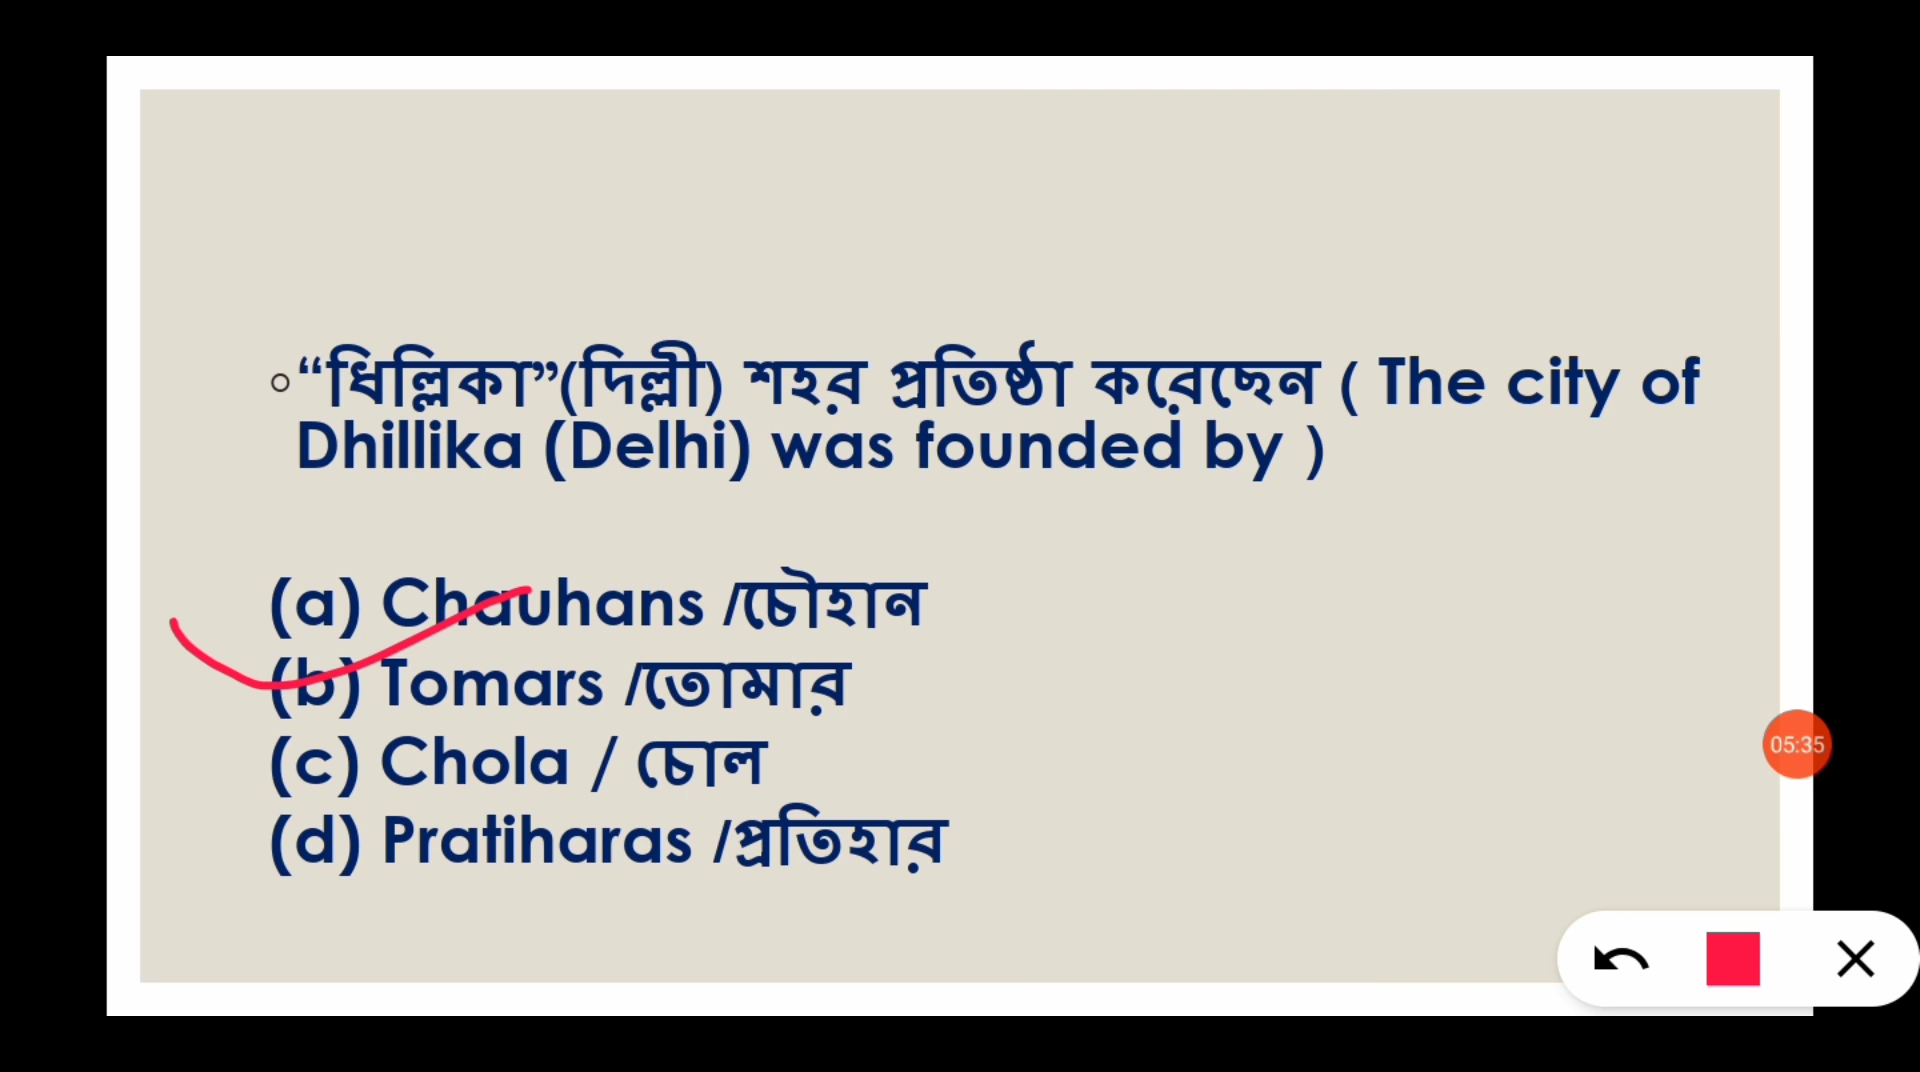 “ধিল্লিকা”(দিল্লী) শহর প্রতিষ্ঠা করেছেন ( The city of
Dhillika (Delhi) was founded by )
(a) Chauhans /চৌহান
(b) Tomars /তোমার
(c) Chola / চোল
(d) Pratiharas /প্রতিহার
05:35